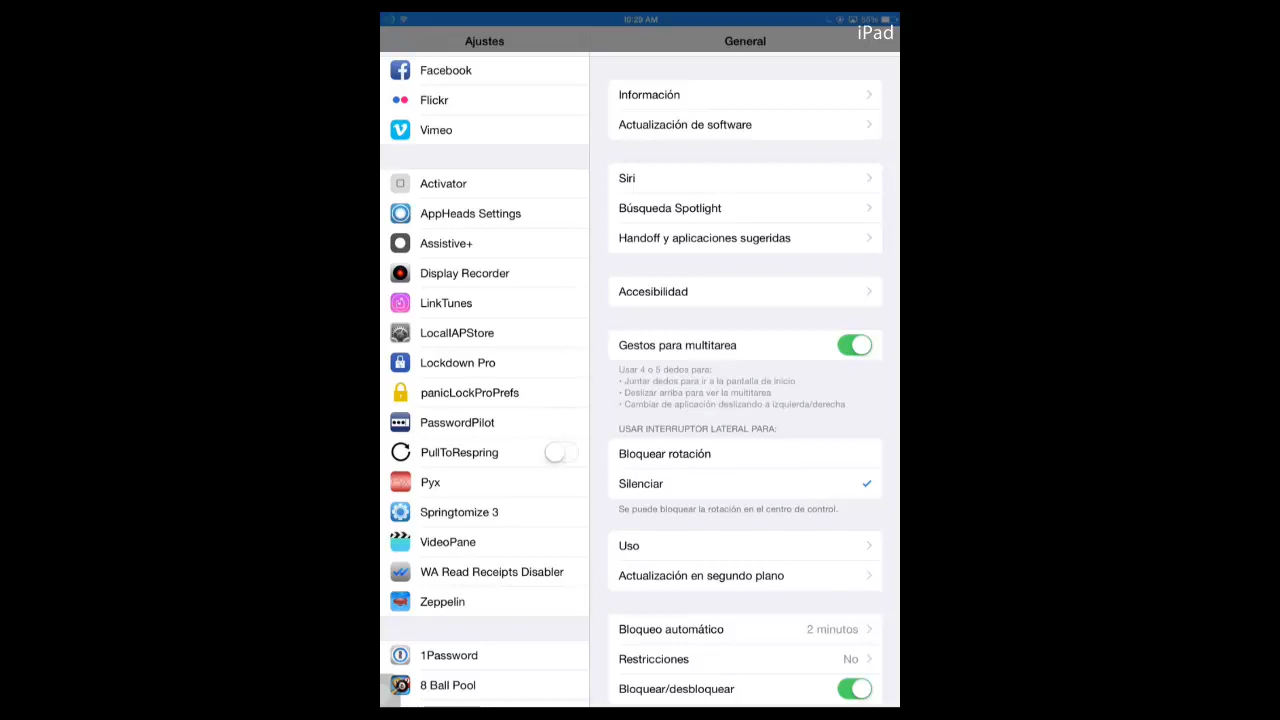 10:29 AM
56%
iPad
Ajustes
Facebook
Flickr
Vimeo
Activator
AppHeads Settings
Assistive+
Display Recorder
LinkTunes
LocalIAPStore
Lockdown Pro
panicLockProPrefs
PasswordPilot
PullToRespring
Pyx
Springtomize 3
VideoPane
WA Read Receipts Disabler
Zeppelin
1Password
8 Ball Pool
General
Información
Actualización de software
Siri
Búsqueda Spotlight
Handoff y aplicaciones sugeridas
Accesibilidad
Gestos para multitarea
Usar 4 o 5 dedos para:
• Juntar dedos para ir a la pantalla de inicio
• Deslizar arriba para ver la multitarea
• Cambiar de aplicación deslizando a izquierda/derecha
USAR INTERRUPTOR LATERAL PARA:
Bloquear rotación
Silenciar
Se puede bloquear la rotación en el centro de control.
Uso
Actualización en segundo plano
Bloqueo automático 2 minutos
Restricciones No
Bloquear/desbloquear